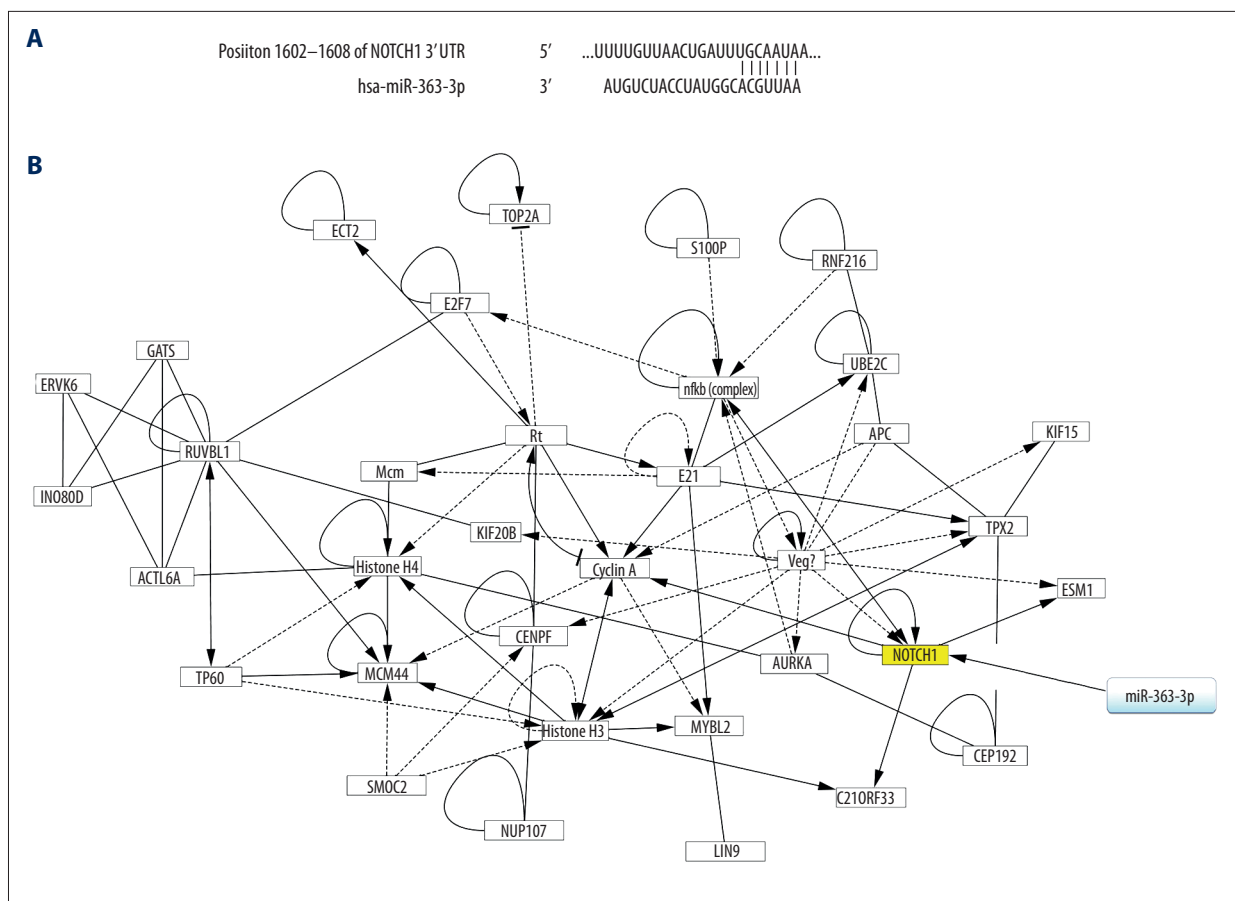 A
Posiiton 1602–1608 of NOTCH1 3’ UTR 5’ ...UUUUGUUAACUGAUUUGCAAUAA...
hsa-miR-363-3p 3’ AUGUCUACCUAUGGCACGUUAA
B
TOP2A
ECT2
S100P
RNF216
E2F7
GATS
UBE2C
ERVK6
nfkb (complex)
Rt
APC
KIF15
RUVBL1
Mcm
E21
INO80D
KIF20B
TPX2
Histone H4
Cyclin A
Veg?
ACTL6A
ESM1
CENPF
NOTCH1
AURKA
TP60
MCM44
miR-363-3p
Histone H3
MYBL2
CEP192
SMOC2
C21ORF33
NUP107
LIN9